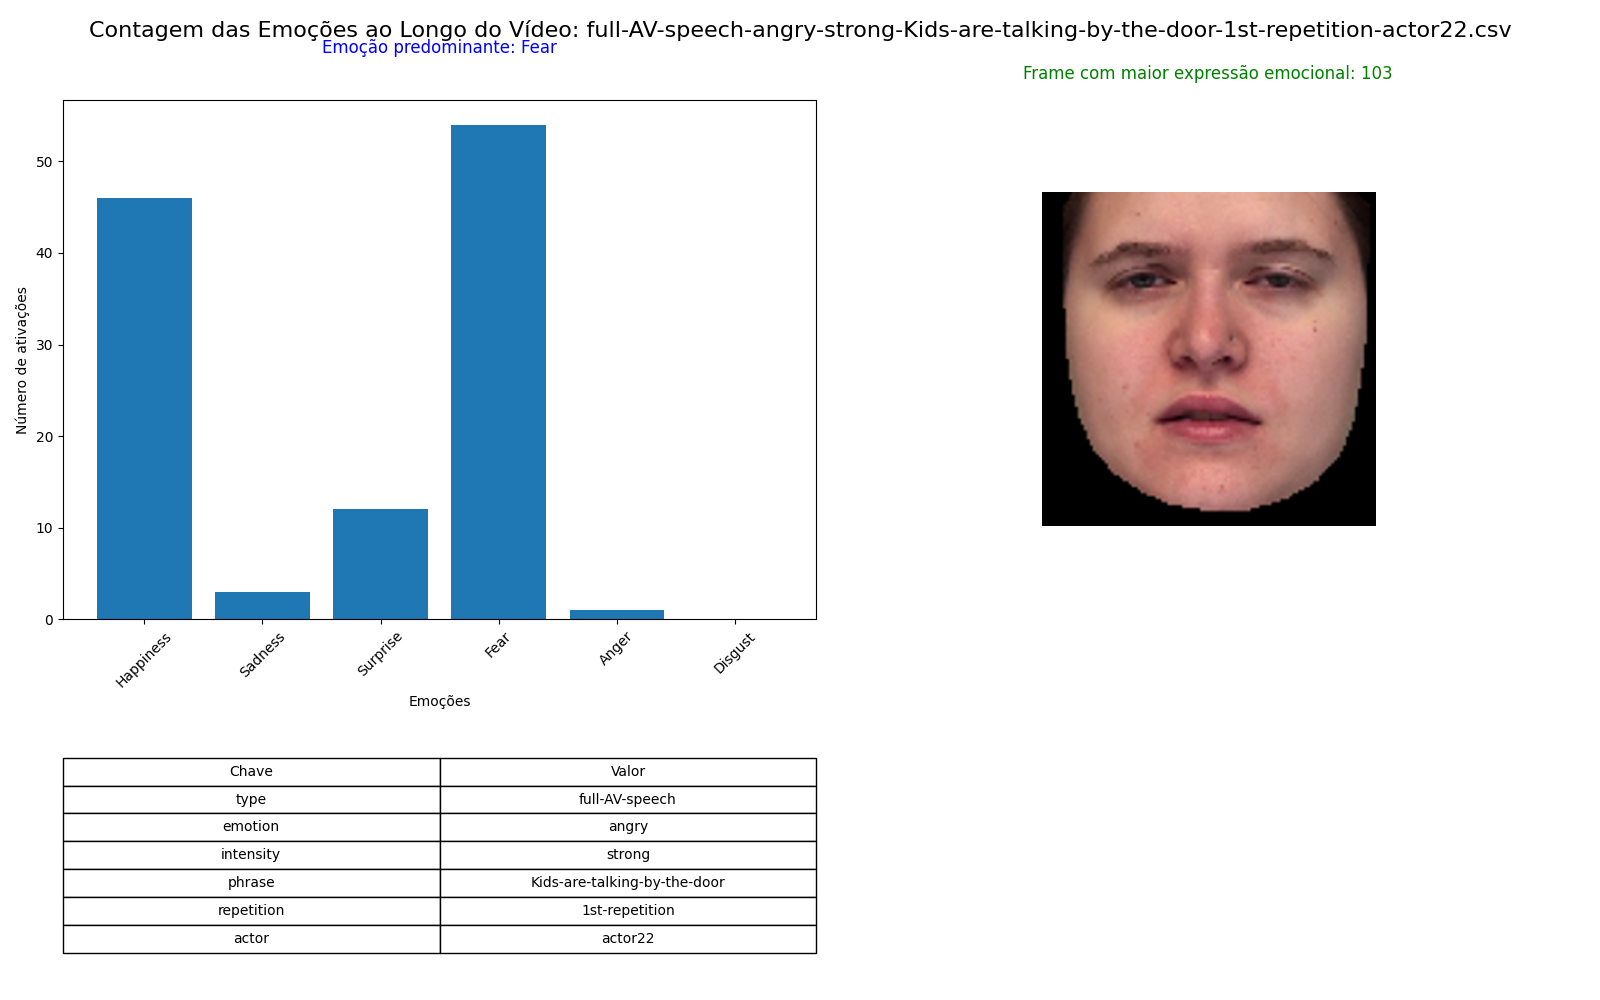 Contagem das Emoções ao Longo do Vídeo: full-AV-speech-angry-strong-Kids-are-talking-by-the-door-1st-repetition-actor22.csv
Emoção predominante: Fear
Frame com maior expressão emocional: 103
Número de ativações
50
40
30
20
10
0
Happiness Sadness Surprise Fear Anger Disgust
Emoções
Chave Valor
type full-AV-speech
emotion angry
intensity strong
phrase Kids-are-talking-by-the-door
repetition 1st-repetition
actor actor22